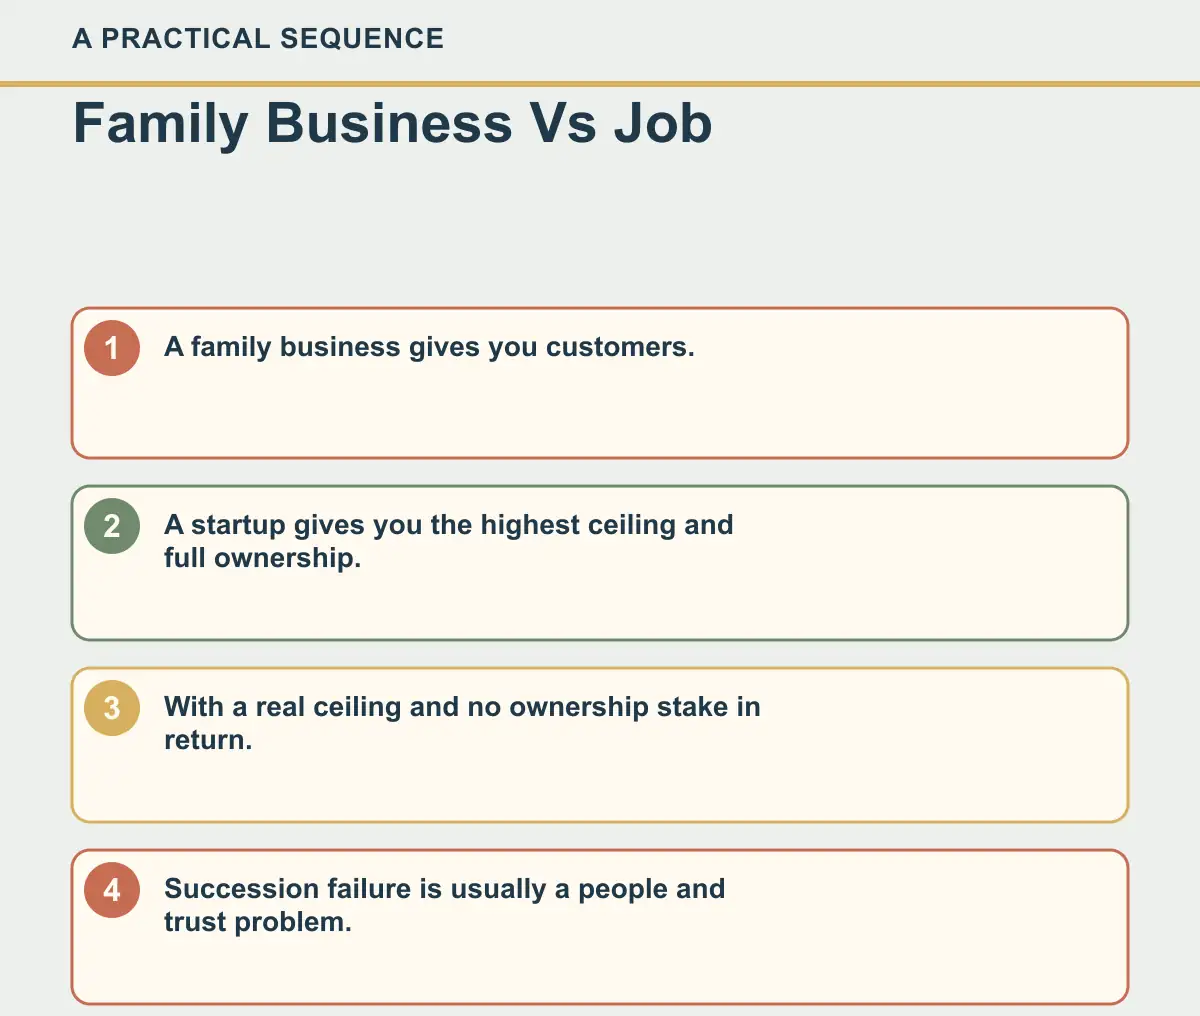 A PRACTICAL SEQUENCE
Family Business Vs Job
1
A family business gives you customers.
2
A startup gives you the highest ceiling and
full ownership.
3
With a real ceiling and no ownership stake in
return.
4
Succession failure is usually a people and
trust problem.